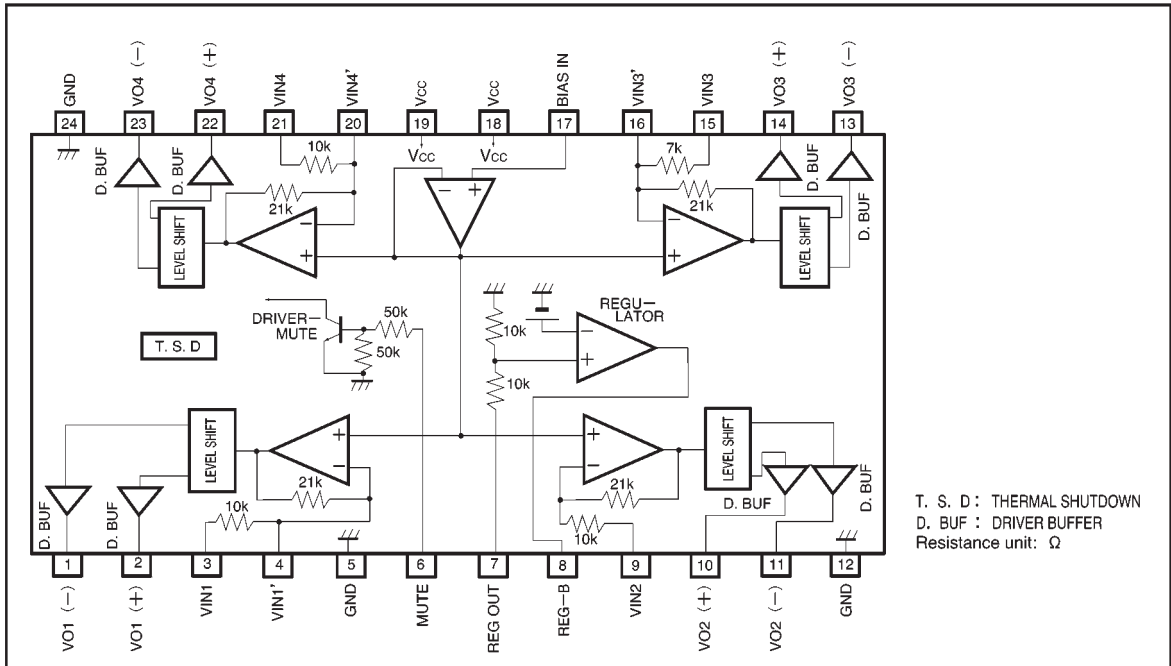 GND
VO4 (−)
VO4 (+)
VIN4
VIN4'
VCC
VCC
BIAS IN
VIN3'
VIN3
VO3 (+)
VO3 (−)
24
23
22
21
20
19
18
17
16
15
14
13
D. BUF
D. BUF
10k
VCC
VCC
7k
D. BUF
D. BUF
21k
− +
21k
LEVEL SHIFT
−
+
−
+
LEVEL SHIFT
DRIVER−
MUTE
50k
50k
10k
REGU−
LATOR
−
+
T. S. D
10k
LEVEL SHIFT
+
−
+
−
LEVEL SHIFT
21k
21k
D. BUF
D. BUF
10k
10k
D. BUF
D. BUF
T. S. D : THERMAL SHUTDOWN
D. BUF : DRIVER BUFFER
Resistance unit: Ω
1
2
3
4
5
6
7
8
9
10
11
12
VO1 (−)
VO1 (+)
VIN1
VIN1'
GND
MUTE
REG OUT
REG−B
VIN2
VO2 (+)
VO2 (−)
GND